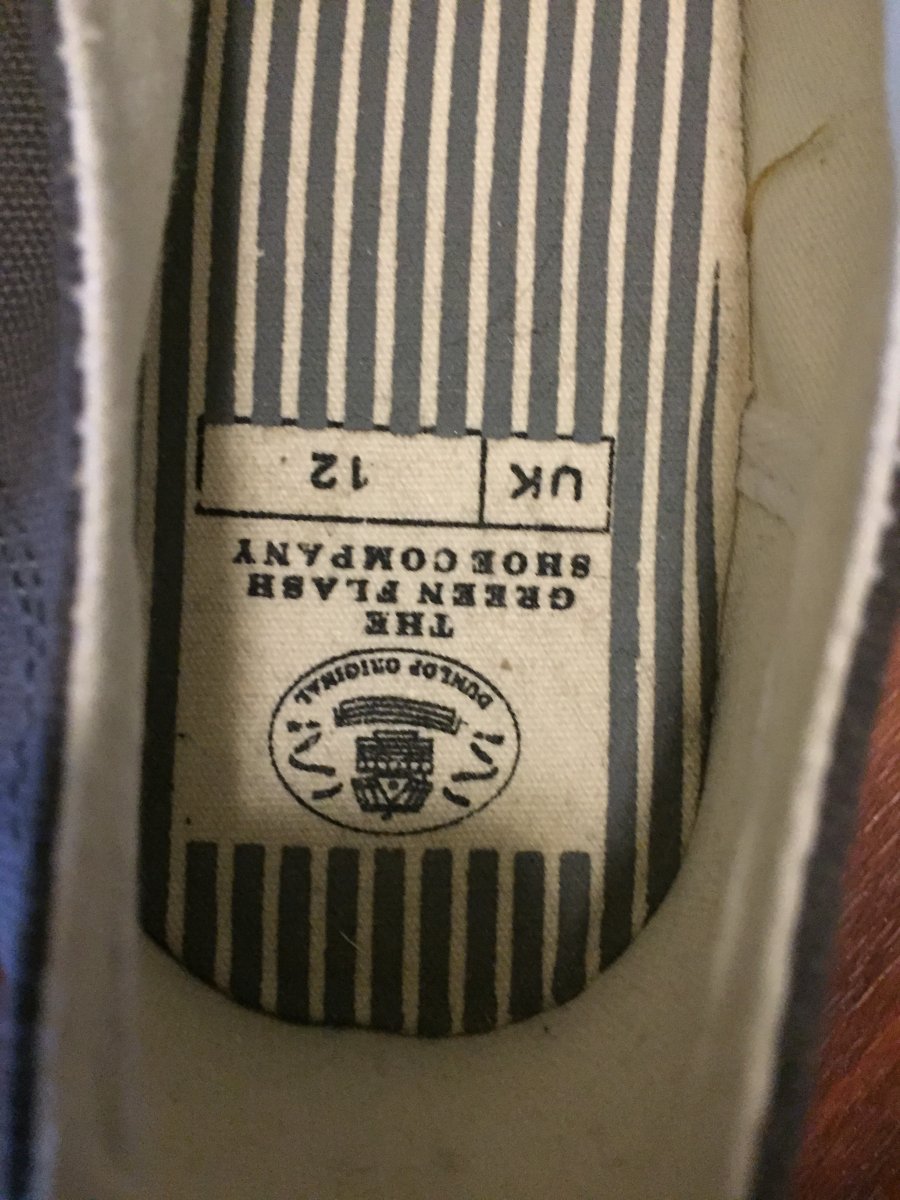 DUNLOP ORIGINAL
THE
GREEN FLASH
SHOE COMPANY
UK 12